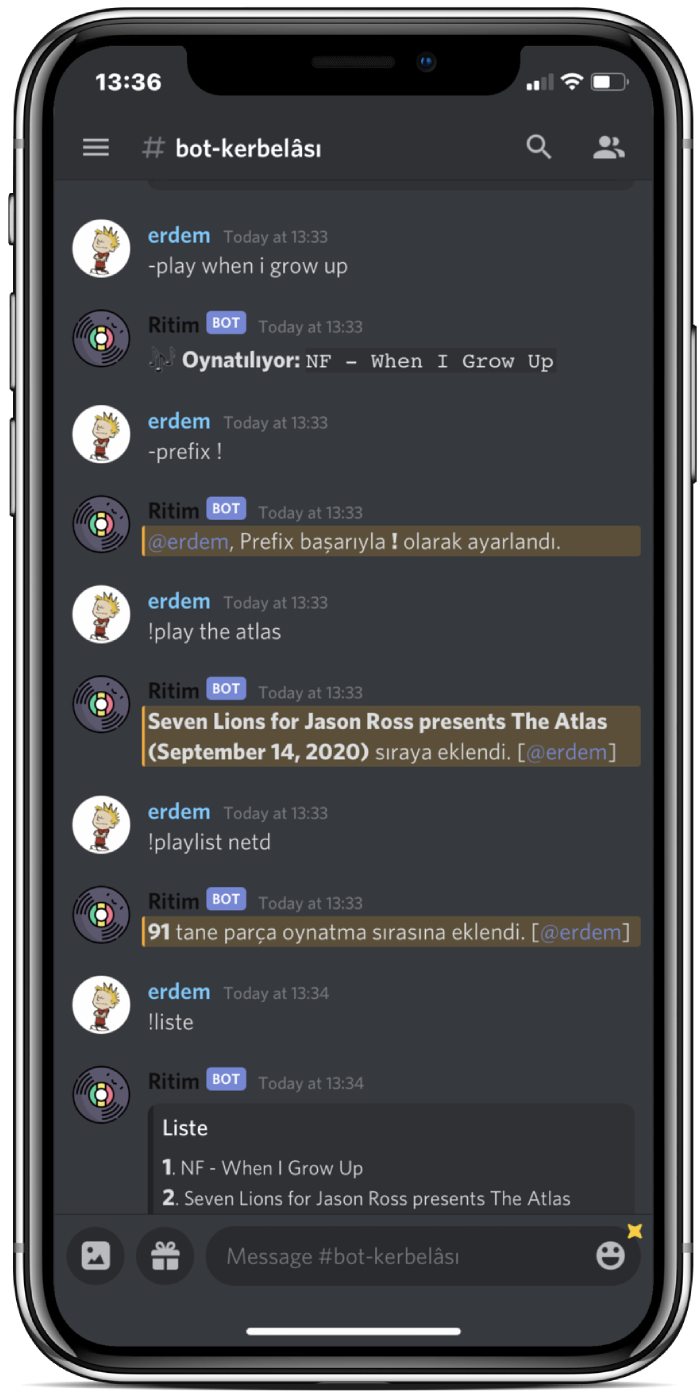 13:36
# bot-kerbelâsı
erdem Today at 13:33
-play when i grow up
Ritim BOT Today at 13:33
Oynatılıyor: NF - When I Grow Up
erdem Today at 13:33
-prefix !
Ritim BOT Today at 13:33
@erdem, Prefix başarıyla ! olarak ayarlandı.
erdem Today at 13:33
!play the atlas
Ritim BOT Today at 13:33
Seven Lions for Jason Ross presents The Atlas
(September 14, 2020) sıraya eklendi. [@erdem]
erdem Today at 13:33
!playlist netd
Ritim BOT Today at 13:33
91 tane parça oynatma sırasına eklendi. [@erdem]
erdem Today at 13:34
!liste
Ritim BOT Today at 13:34
Liste
1. NF - When I Grow Up
2. Seven Lions for Jason Ross presents The Atlas
Message #bot-kerbelâsı